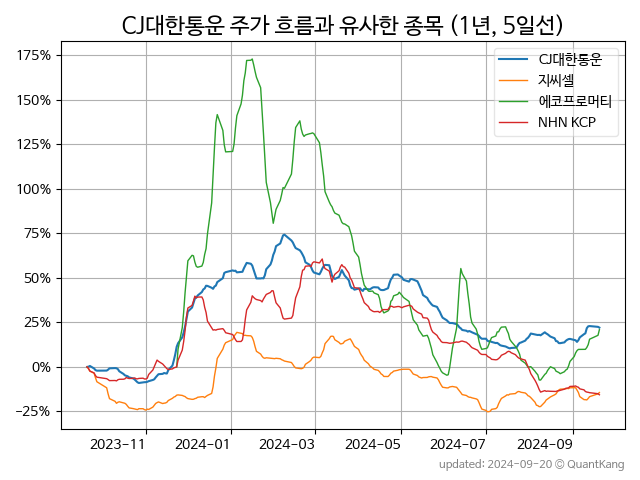 CJ대한통운 주가 흐름과 유사한 종목 (1년, 5일선)
CJ대한통운
지씨셀
에코프로머티
NHN KCP
175%
150%
125%
100%
75%
50%
25%
0%
−25%
2023-11
2024-01
2024-03
2024-05
2024-07
2024-09
updated: 2024-09-20 © QuantKang